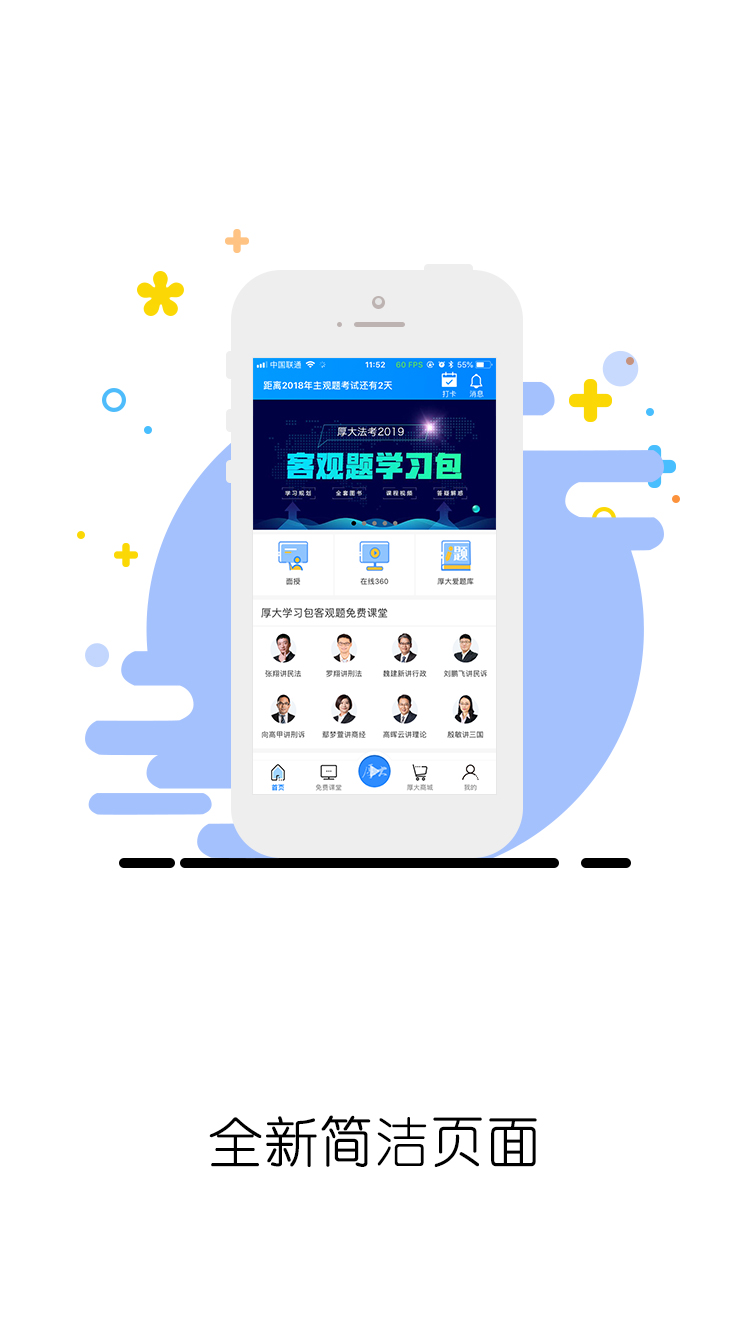 中国联通 11:52 60 FPS 55%
距离2018年主观题考试还有2天
打卡 消息
厚大法考2019
客观题学习包
学习规划 全套图书 课程视频 答疑解惑
题
面授 在线360 厚大爱题库
厚大学习包客观题免费课堂
张翔讲民法 罗翔讲刑法 魏建新讲行政 刘鹏飞讲民诉
向高甲讲刑诉 鄢梦萱讲商经 高晖云讲理论 殷敏讲三国
首页 免费课堂 厚大商城 我的
全新简洁页面